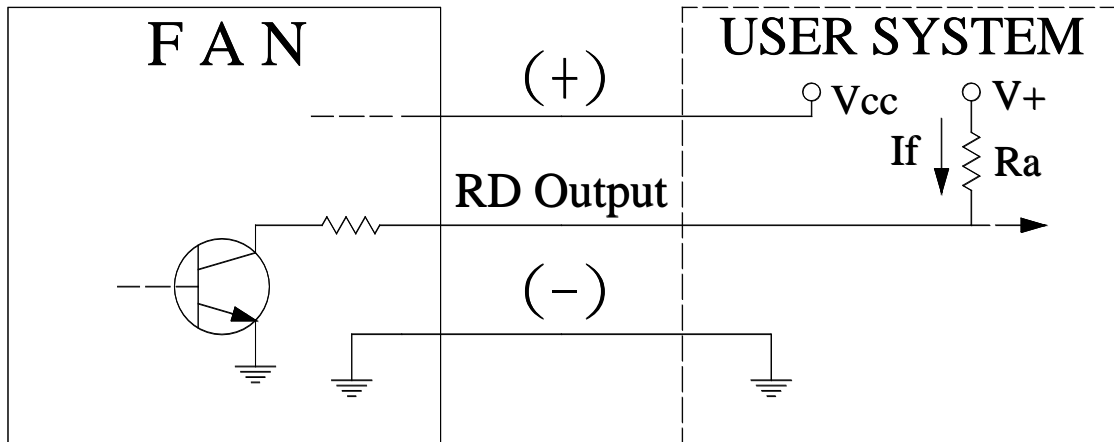 F A N
USER SYSTEM
(+)
Vcc
V+
If
Ra
RD Output
(-)